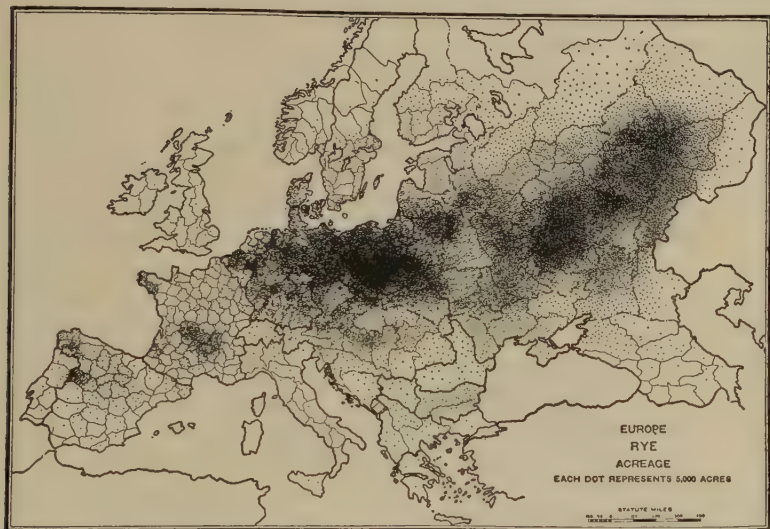 EUROPE
RYE
ACREAGE
EACH DOT REPRESENTS 5,000 ACRES
STATUTE MILES